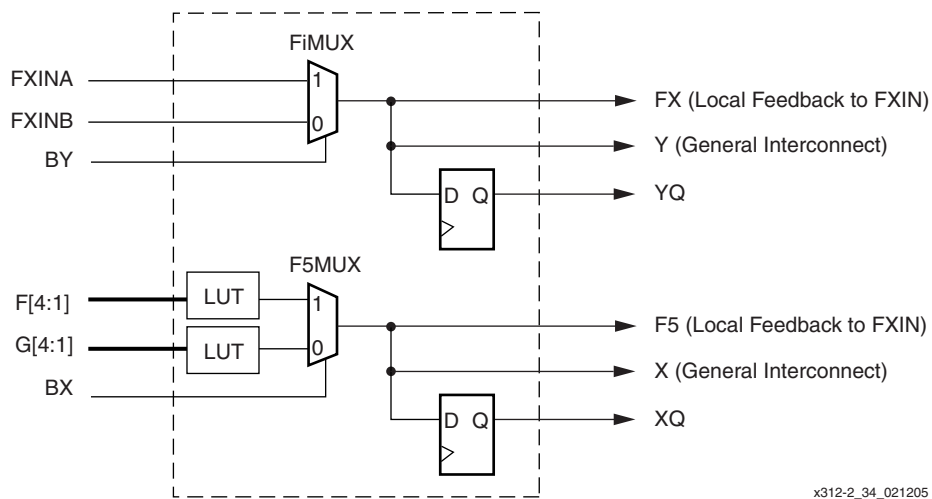 FiMUX
FXINA
1
FX (Local Feedback to FXIN)
FXINB
0
Y (General Interconnect)
BY
D Q
YQ
F5MUX
F[4:1]
LUT
1
F5 (Local Feedback to FXIN)
G[4:1]
LUT
0
X (General Interconnect)
BX
D Q
XQ
x312-2_34_021205